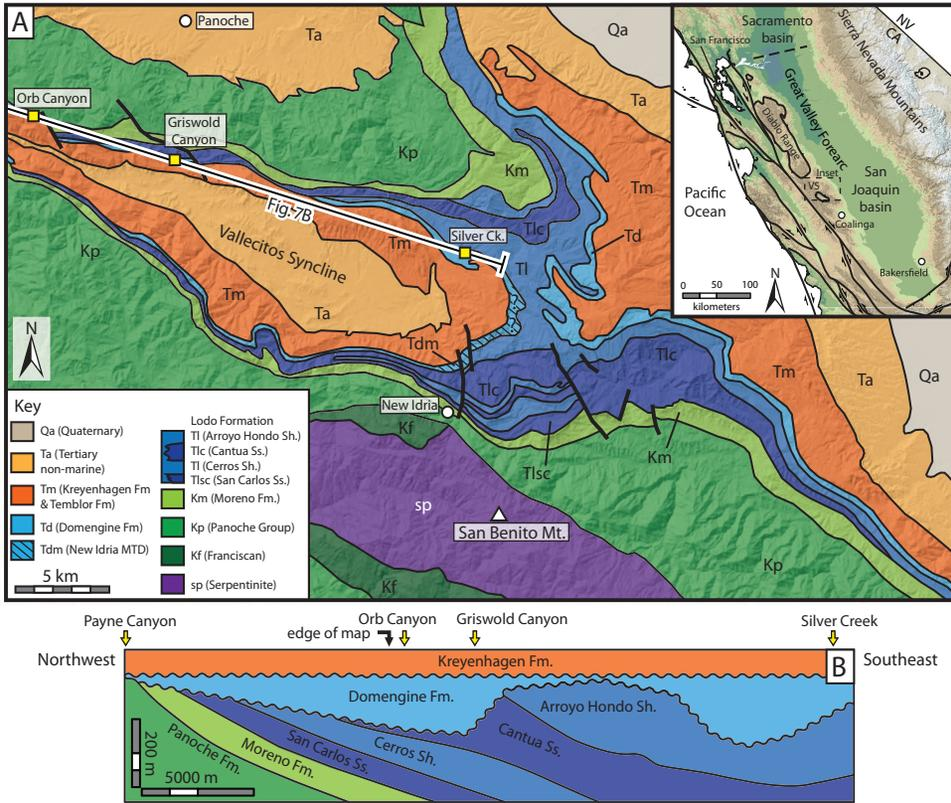 A
Panoche
Ta
Qa
Ta
Orb Canyon
Griswold
Canyon
Kp
Km
Tm
Fig. 7B
Tlc
Td
Silver Ck.
Tm
Tl
Kp
Vallecitos Syncline
Tm
Ta
Tdm
Tlc
Tlc
Tm
Ta
Qa
New Idria
Kf
Tlsc
Km
sp
San Benito Mt.
Kp
Kf
N
Key
Qa (Quaternary)
Ta (Tertiary
non-marine)
Tm (Kreyenhagen Fm
& Temblor Fm)
Td (Domengine Fm)
Tdm (New Idria MTD)
5 km
Lodo Formation
Tl (Arroyo Hondo Sh.)
Tlc (Cantua Ss.)
Tl (Cerros Sh.)
Tlsc (San Carlos Ss.)
Km (Moreno Fm.)
Kp (Panoche Group)
Kf (Franciscan)
sp (Serpentinite)
Sacramento
basin
NV
CA
San Francisco
Sierra Nevada Mountains
Great Valley Forearc
Diablo Range
Inset
VS
San
Joaquin
basin
Pacific
Ocean
Coalinga
Bakersfield
0 50 100
kilometers
N
Payne Canyon
edge of map
Orb Canyon
Griswold Canyon
Silver Creek
Northwest
Kreyenhagen Fm.
B
Southeast
Domengine Fm.
Arroyo Hondo Sh.
Cantua Ss.
Cerros Sh.
San Carlos Ss.
Moreno Fm.
Panoche Fm.
200 m
5000 m